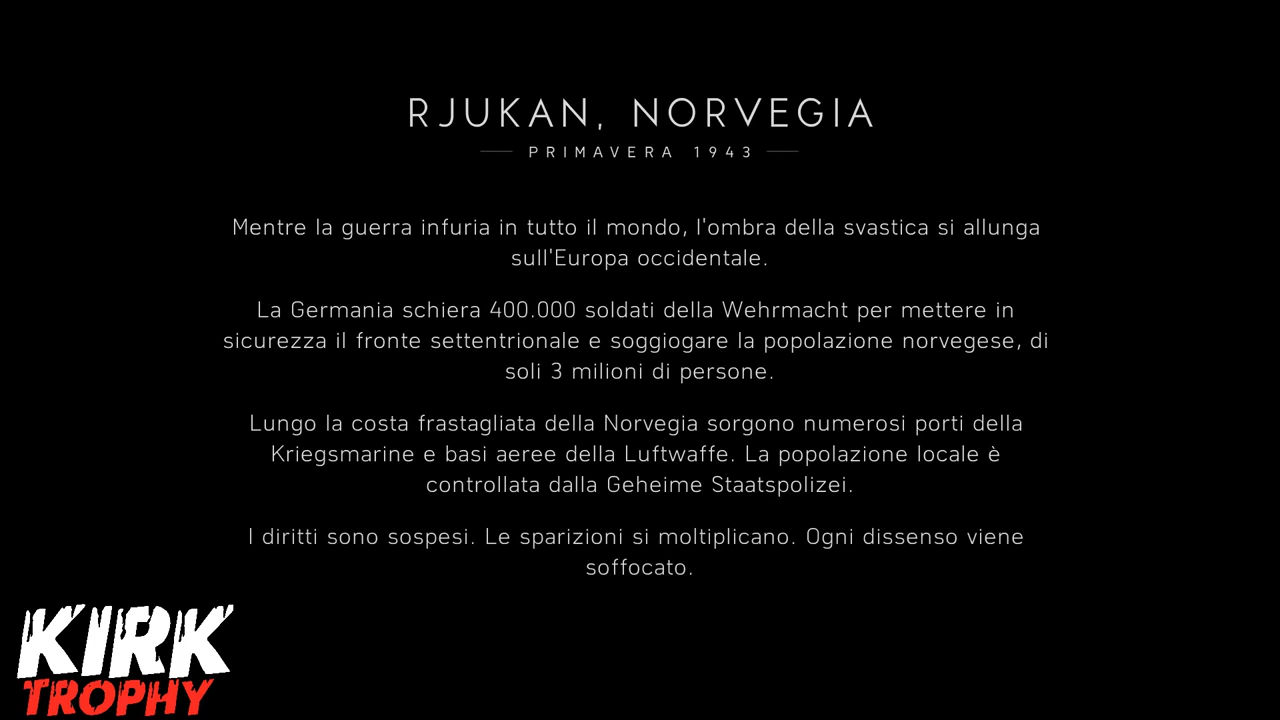 RJUKAN, NORVEGIA
PRIMAVERA 1943
Mentre la guerra infuria in tutto il mondo, l'ombra della svastica si allunga
sull'Europa occidentale.
La Germania schiera 400.000 soldati della Wehrmacht per mettere in
sicurezza il fronte settentrionale e soggiogare la popolazione norvegese, di
soli 3 milioni di persone.
Lungo la costa frastagliata della Norvegia sorgono numerosi porti della
Kriegsmarine e basi aeree della Luftwaffe. La popolazione locale è
controllata dalla Geheime Staatspolizei.
I diritti sono sospesi. Le sparizioni si moltiplicano. Ogni dissenso viene
soffocato.
KIRK
TROPHY